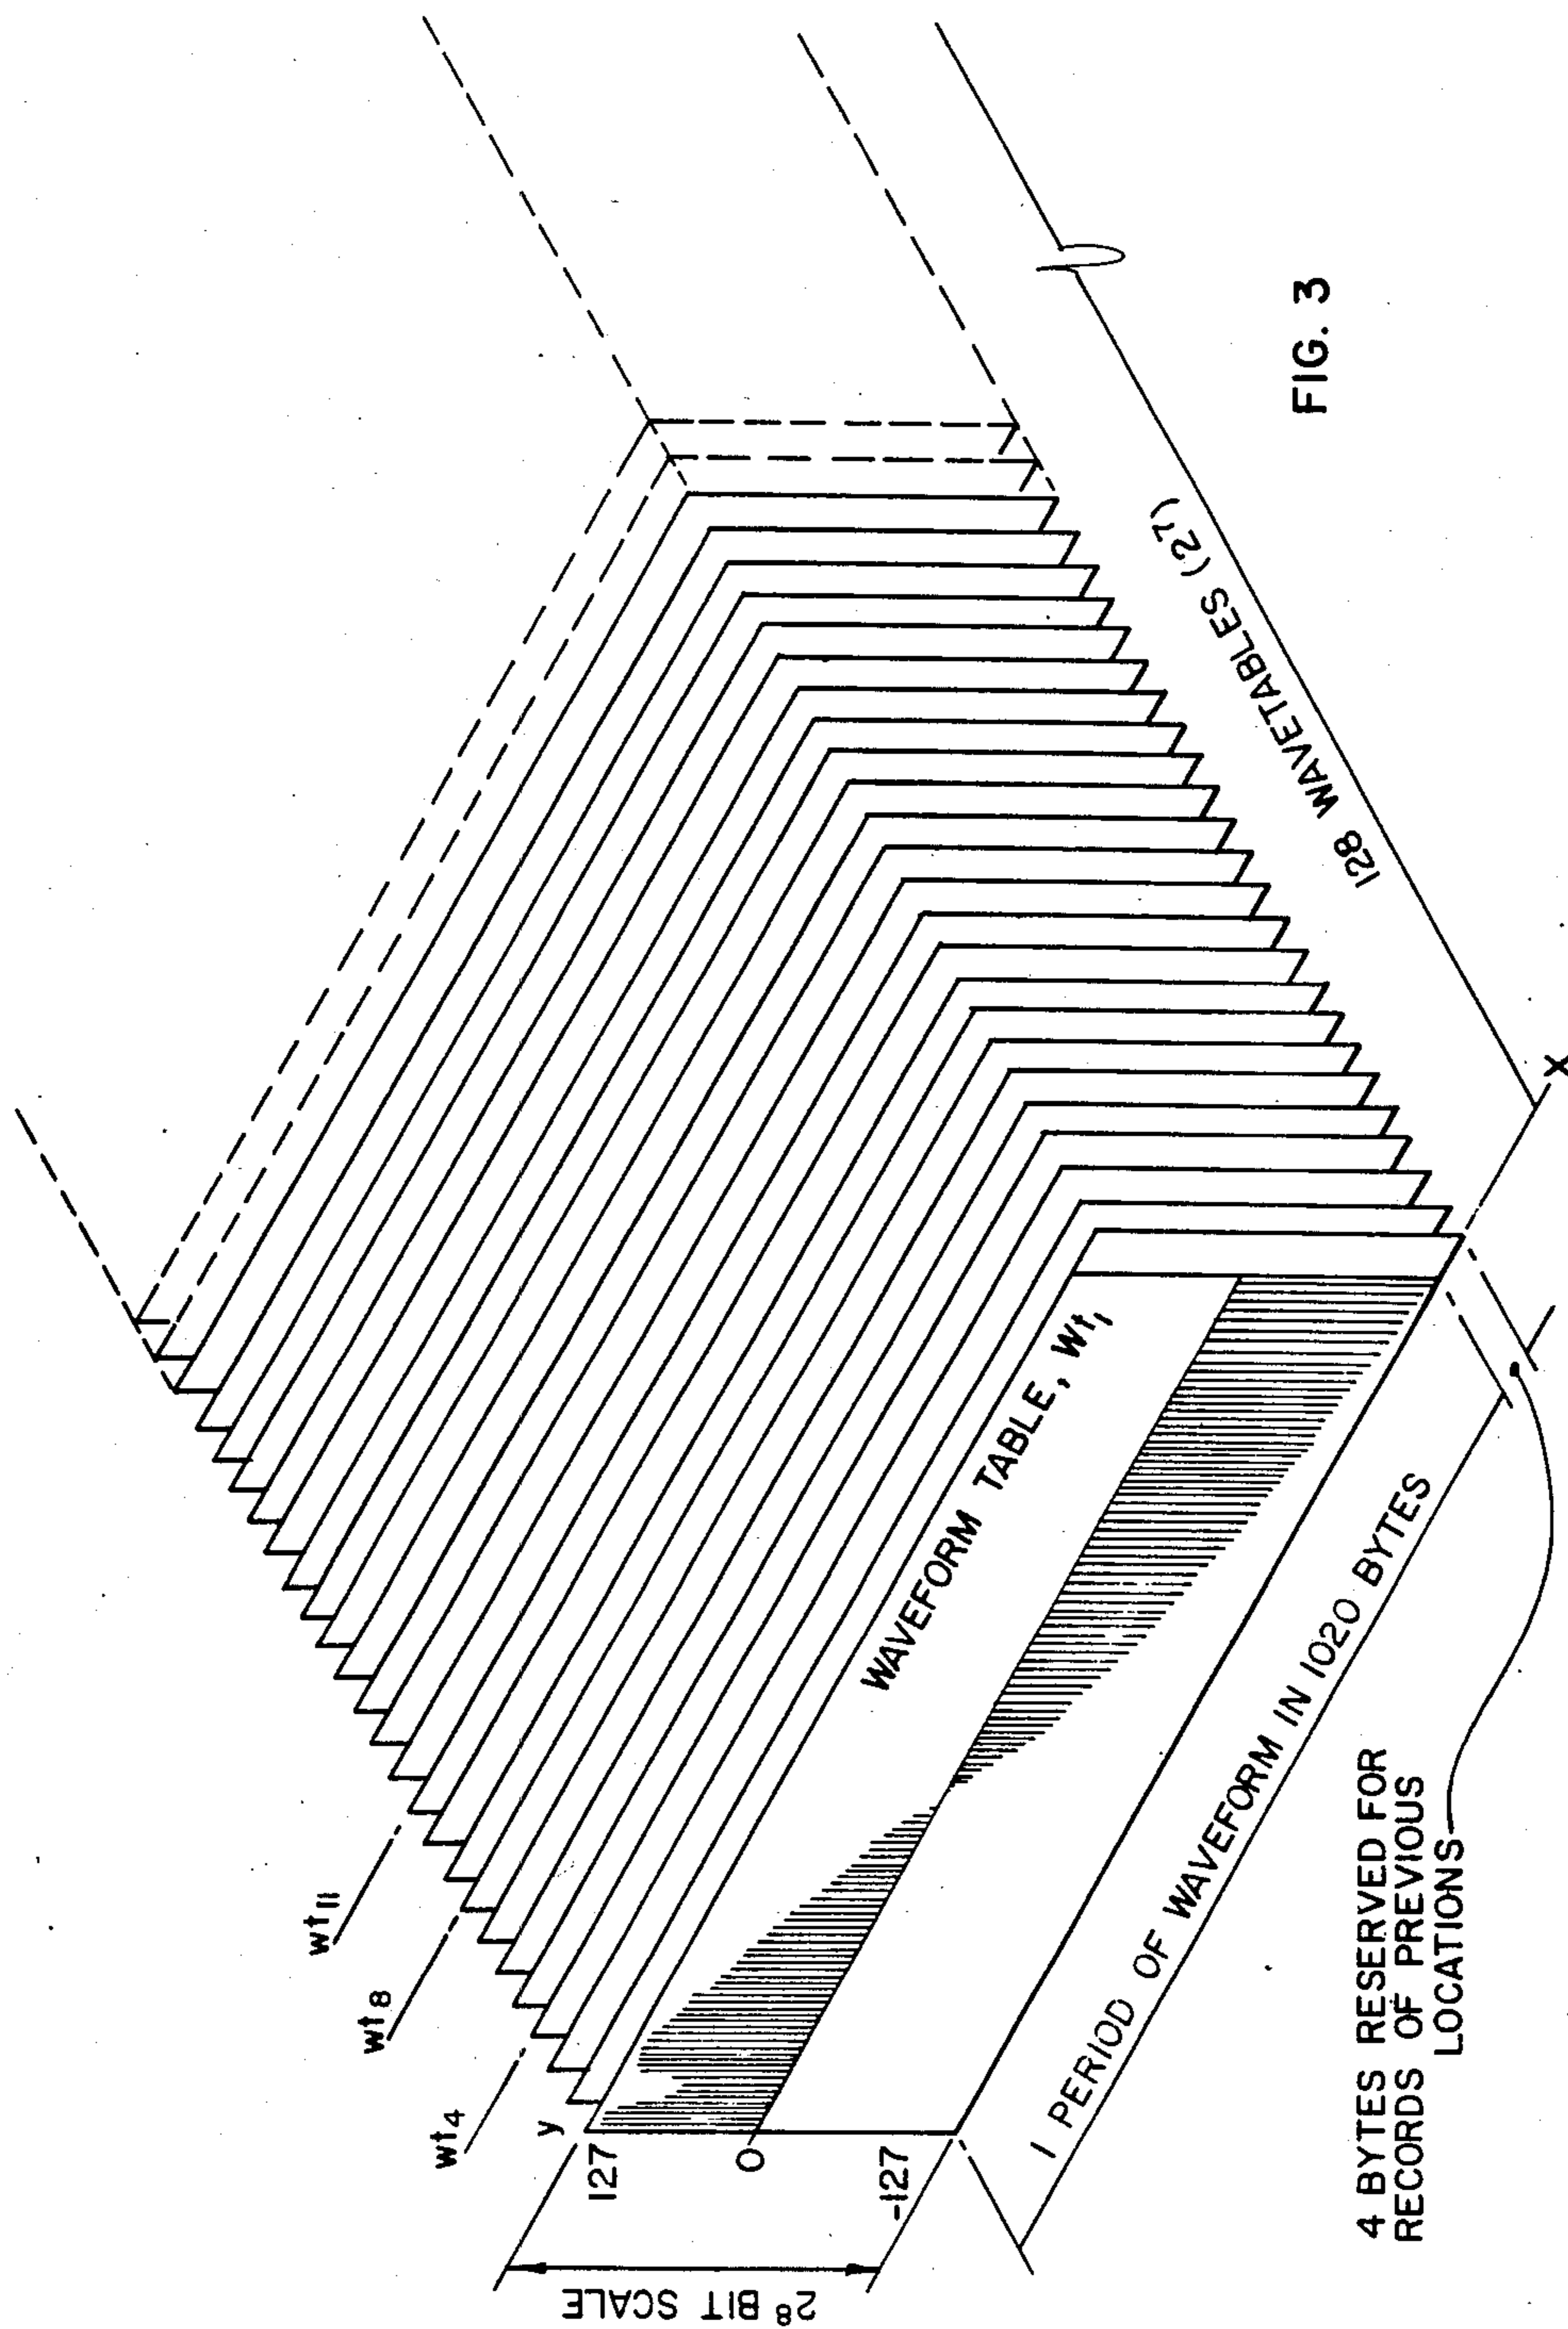 wt4
wt8
wt11
y
127
0
-127
2⁸ BIT SCALE
WAVEFORM TABLE, Wt₁
1 PERIOD OF WAVEFORM IN 1020 BYTES
4 BYTES RESERVED FOR
RECORDS OF PREVIOUS
LOCATIONS
X
128 WAVETABLES (2⁷)
FIG. 3